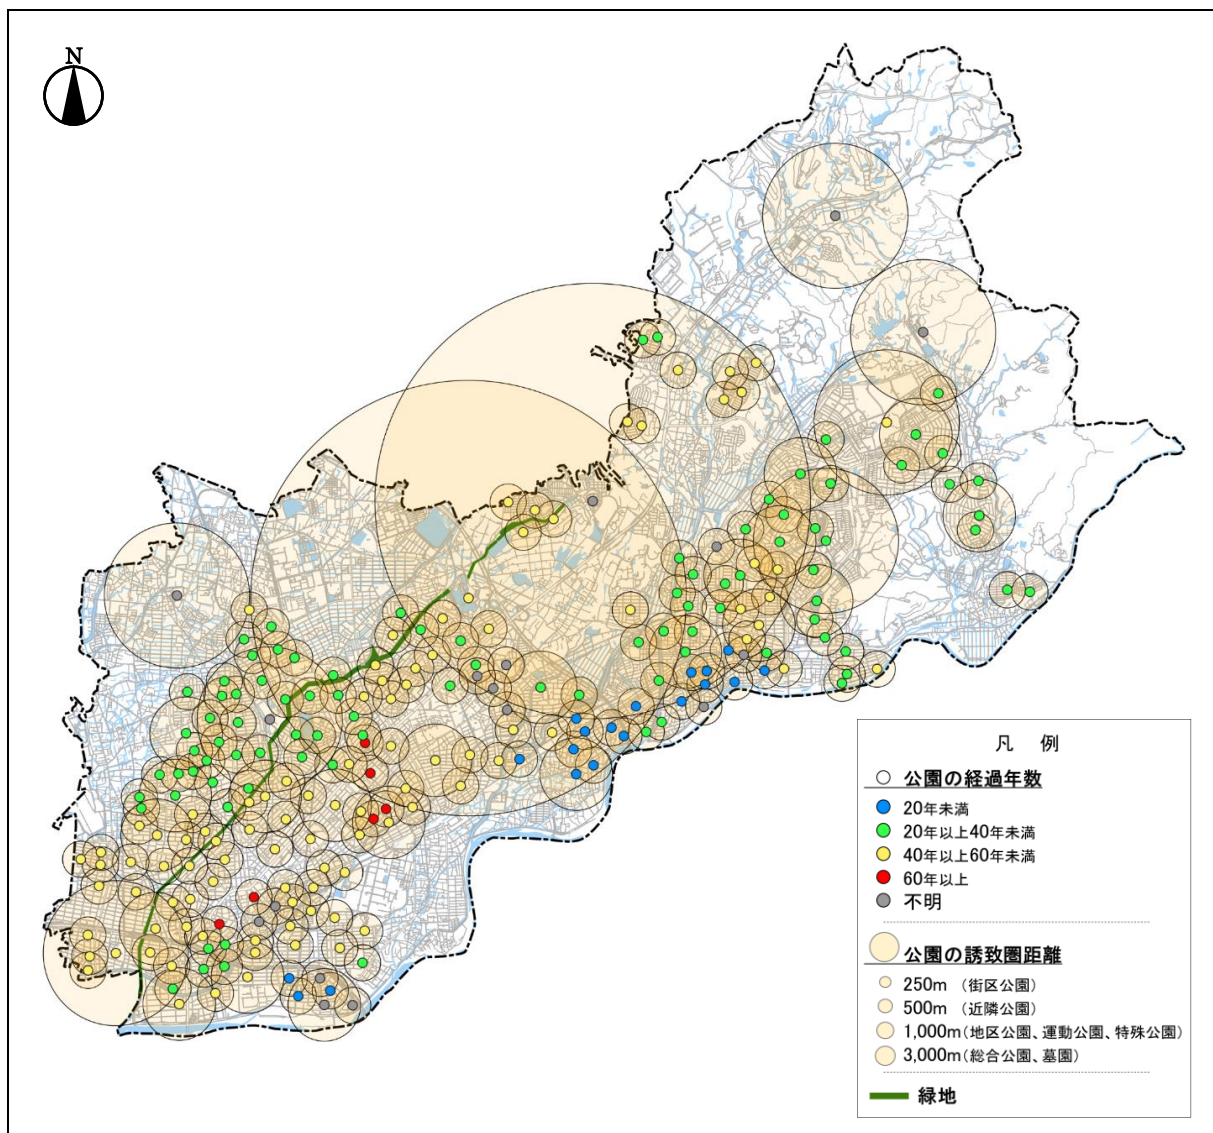 N
凡 例
公園の経過年数
20年未満
20年以上40年未満
40年以上60年未満
60年以上
不明
公園の誘致圏距離
250m （街区公園）
500m （近隣公園）
1,000m（地区公園、運動公園、特殊公園）
3,000m（総合公園、墓園）
緑地